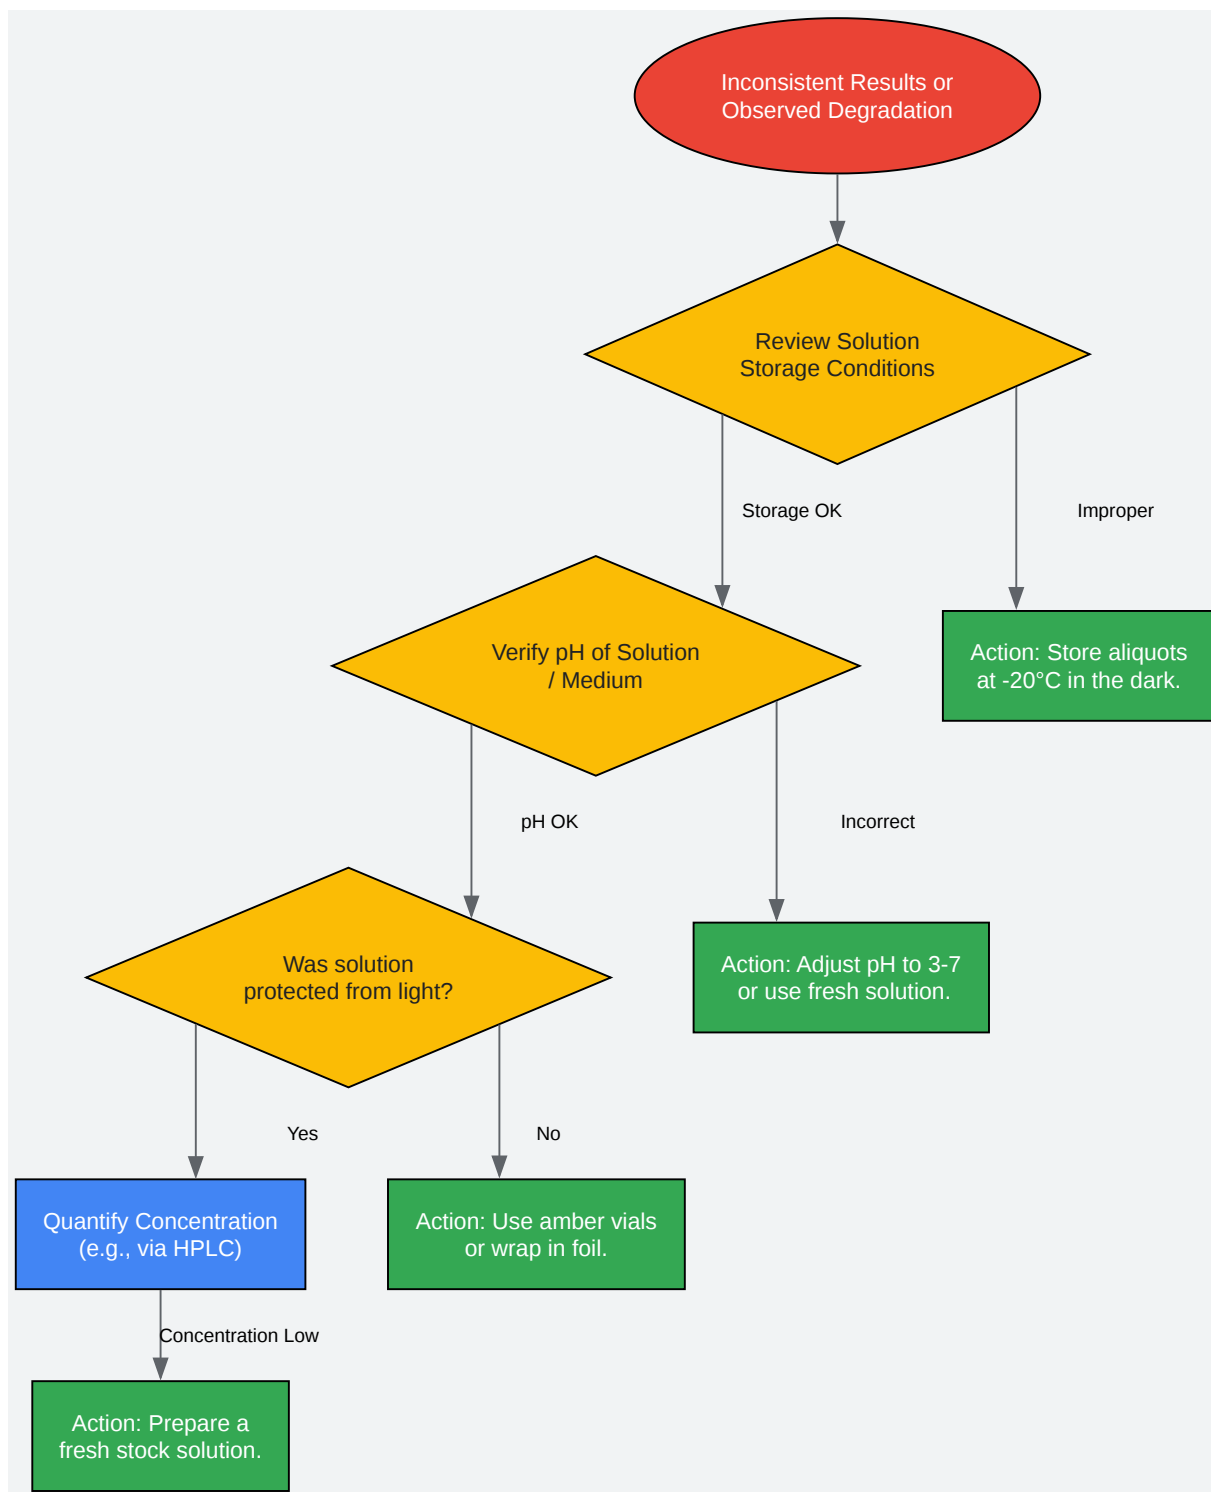 Inconsistent Results or
Observed Degradation
Review Solution
Storage Conditions
Storage OK
Improper
Verify pH of Solution
/ Medium
Action: Store aliquots
at -20°C in the dark.
pH OK
Incorrect
Was solution
protected from light?
Action: Adjust pH to 3-7
or use fresh solution.
Yes
No
Quantify Concentration
(e.g., via HPLC)
Action: Use amber vials
or wrap in foil.
Concentration Low
Action: Prepare a
fresh stock solution.